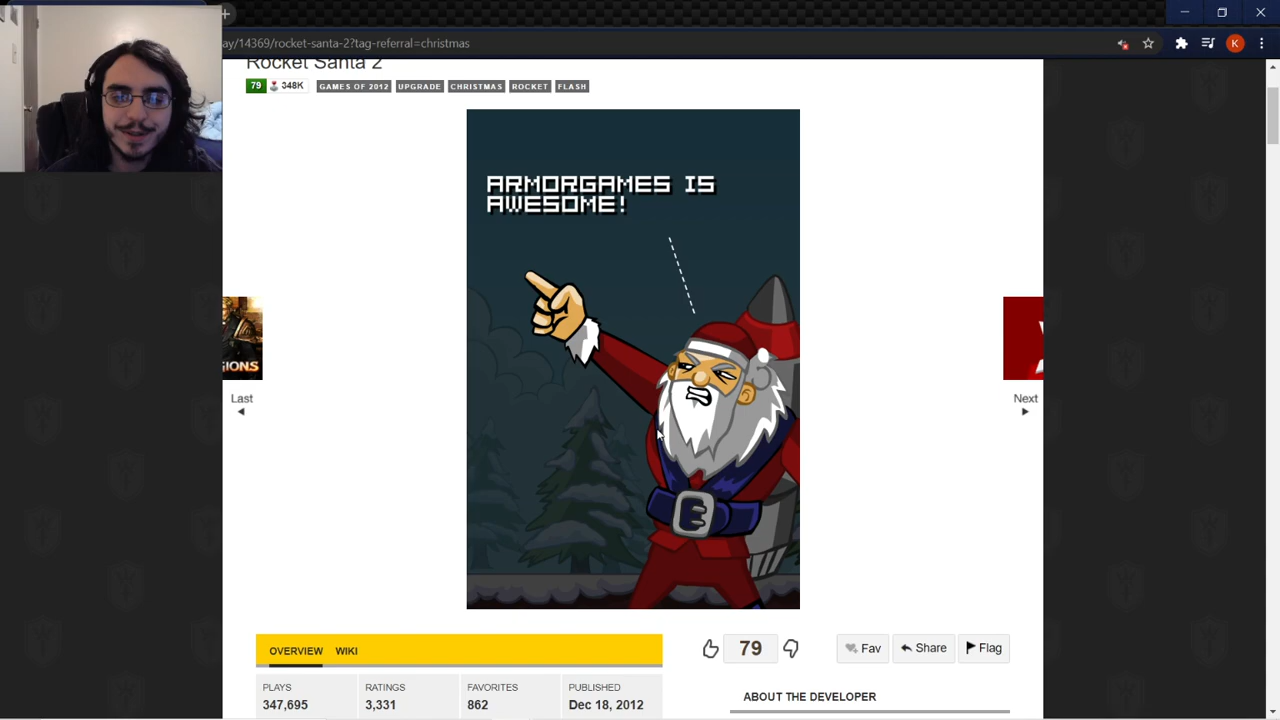 ay/14369/rocket-santa-2?tag-referral=christmas
K
Rocket Santa 2
79 348K GAMES OF 2012 UPGRADE CHRISTMAS ROCKET FLASH
ARMORGAMES IS
AWESOME!
IONS
Last
Next
E
OVERVIEW WIKI
79
Fav
Share
Flag
PLAYS RATINGS FAVORITES PUBLISHED
347,695 3,331 862 Dec 18, 2012
ABOUT THE DEVELOPER